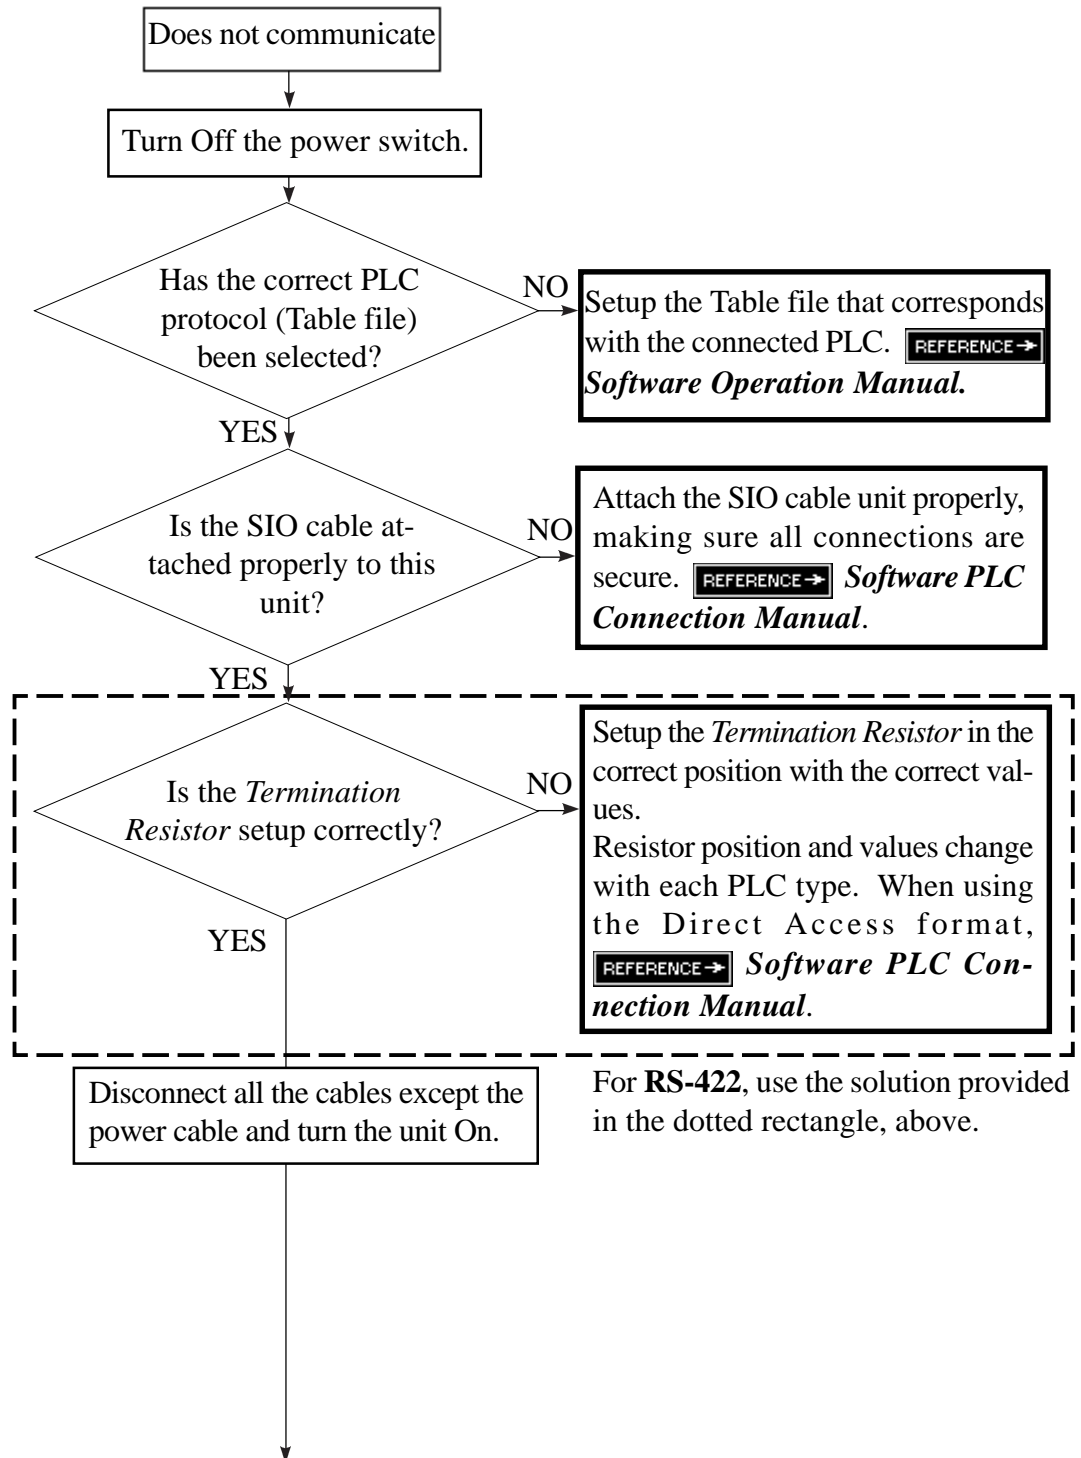 Does not communicate
Turn Off the power switch.
Has the correct PLC
protocol (Table file)
been selected?
NO
Setup the Table file that corresponds
with the connected PLC. REFERENCE→
Software Operation Manual.
YES
Is the SIO cable at-
tached properly to this
unit?
NO
Attach the SIO cable unit properly,
making sure all connections are
secure. REFERENCE→ Software PLC
Connection Manual.
YES
Is the Termination
Resistor setup correctly?
NO
Setup the Termination Resistor in the
correct position with the correct val-
ues.
Resistor position and values change
with each PLC type. When using
the Direct Access format,
REFERENCE→ Software PLC Con-
nection Manual.
YES
Disconnect all the cables except the
power cable and turn the unit On.
For RS-422, use the solution provided
in the dotted rectangle, above.